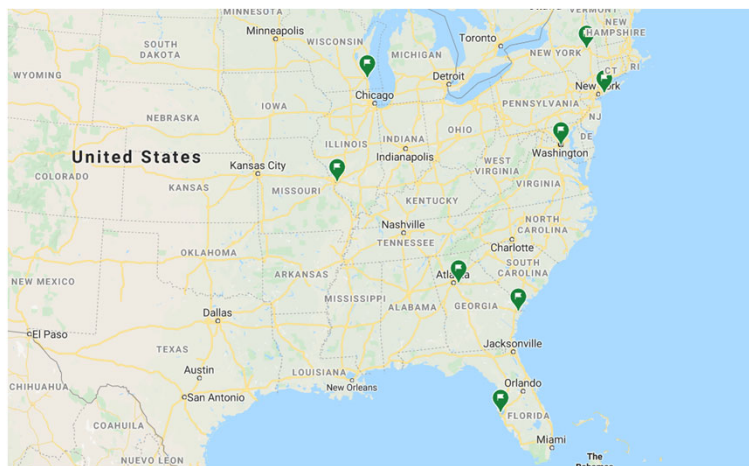 MINNESOTA
Minneapolis
WISCONSIN
MICHIGAN
Toronto
VERMONT
NEW
HAMPSHIRE
SOUTH
DAKOTA
NEW YORK
WYOMING
Detroit
CT
RI
Chicago
New York
IOWA
PENNSYLVANIA
NEBRASKA
NJ
ILLINOIS
INDIANA
OHIO
DE
United States
Indianapolis
Washington
Kansas City
WEST
VIRGINIA
COLORADO
KANSAS
MISSOURI
VIRGINIA
KENTUCKY
Nashville
TENNESSEE
NORTH
CAROLINA
Charlotte
OKLAHOMA
SOUTH
CAROLINA
ARKANSAS
Atlanta
NEW MEXICO
MISSISSIPPI
ALABAMA
GEORGIA
Dallas
El Paso
TEXAS
Jacksonville
Austin
LOUISIANA
New Orleans
CHIHUAHUA
San Antonio
Orlando
FLORIDA
COAHUILA
Miami
NUEVO LEON
The